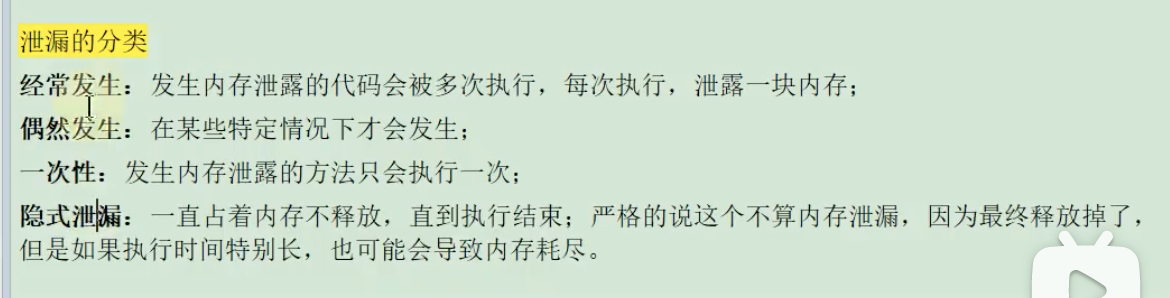 泄漏的分类
经常发生：发生内存泄露的代码会被多次执行，每次执行，泄露一块内存；
偶然发生：在某些特定情况下才会发生；
一次性：发生内存泄露的方法只会执行一次；
隐式泄漏：一直占着内存不释放，直到执行结束；严格的说这个不算内存泄漏，因为最终释放掉了，
但是如果执行时间特别长，也可能会导致内存耗尽。